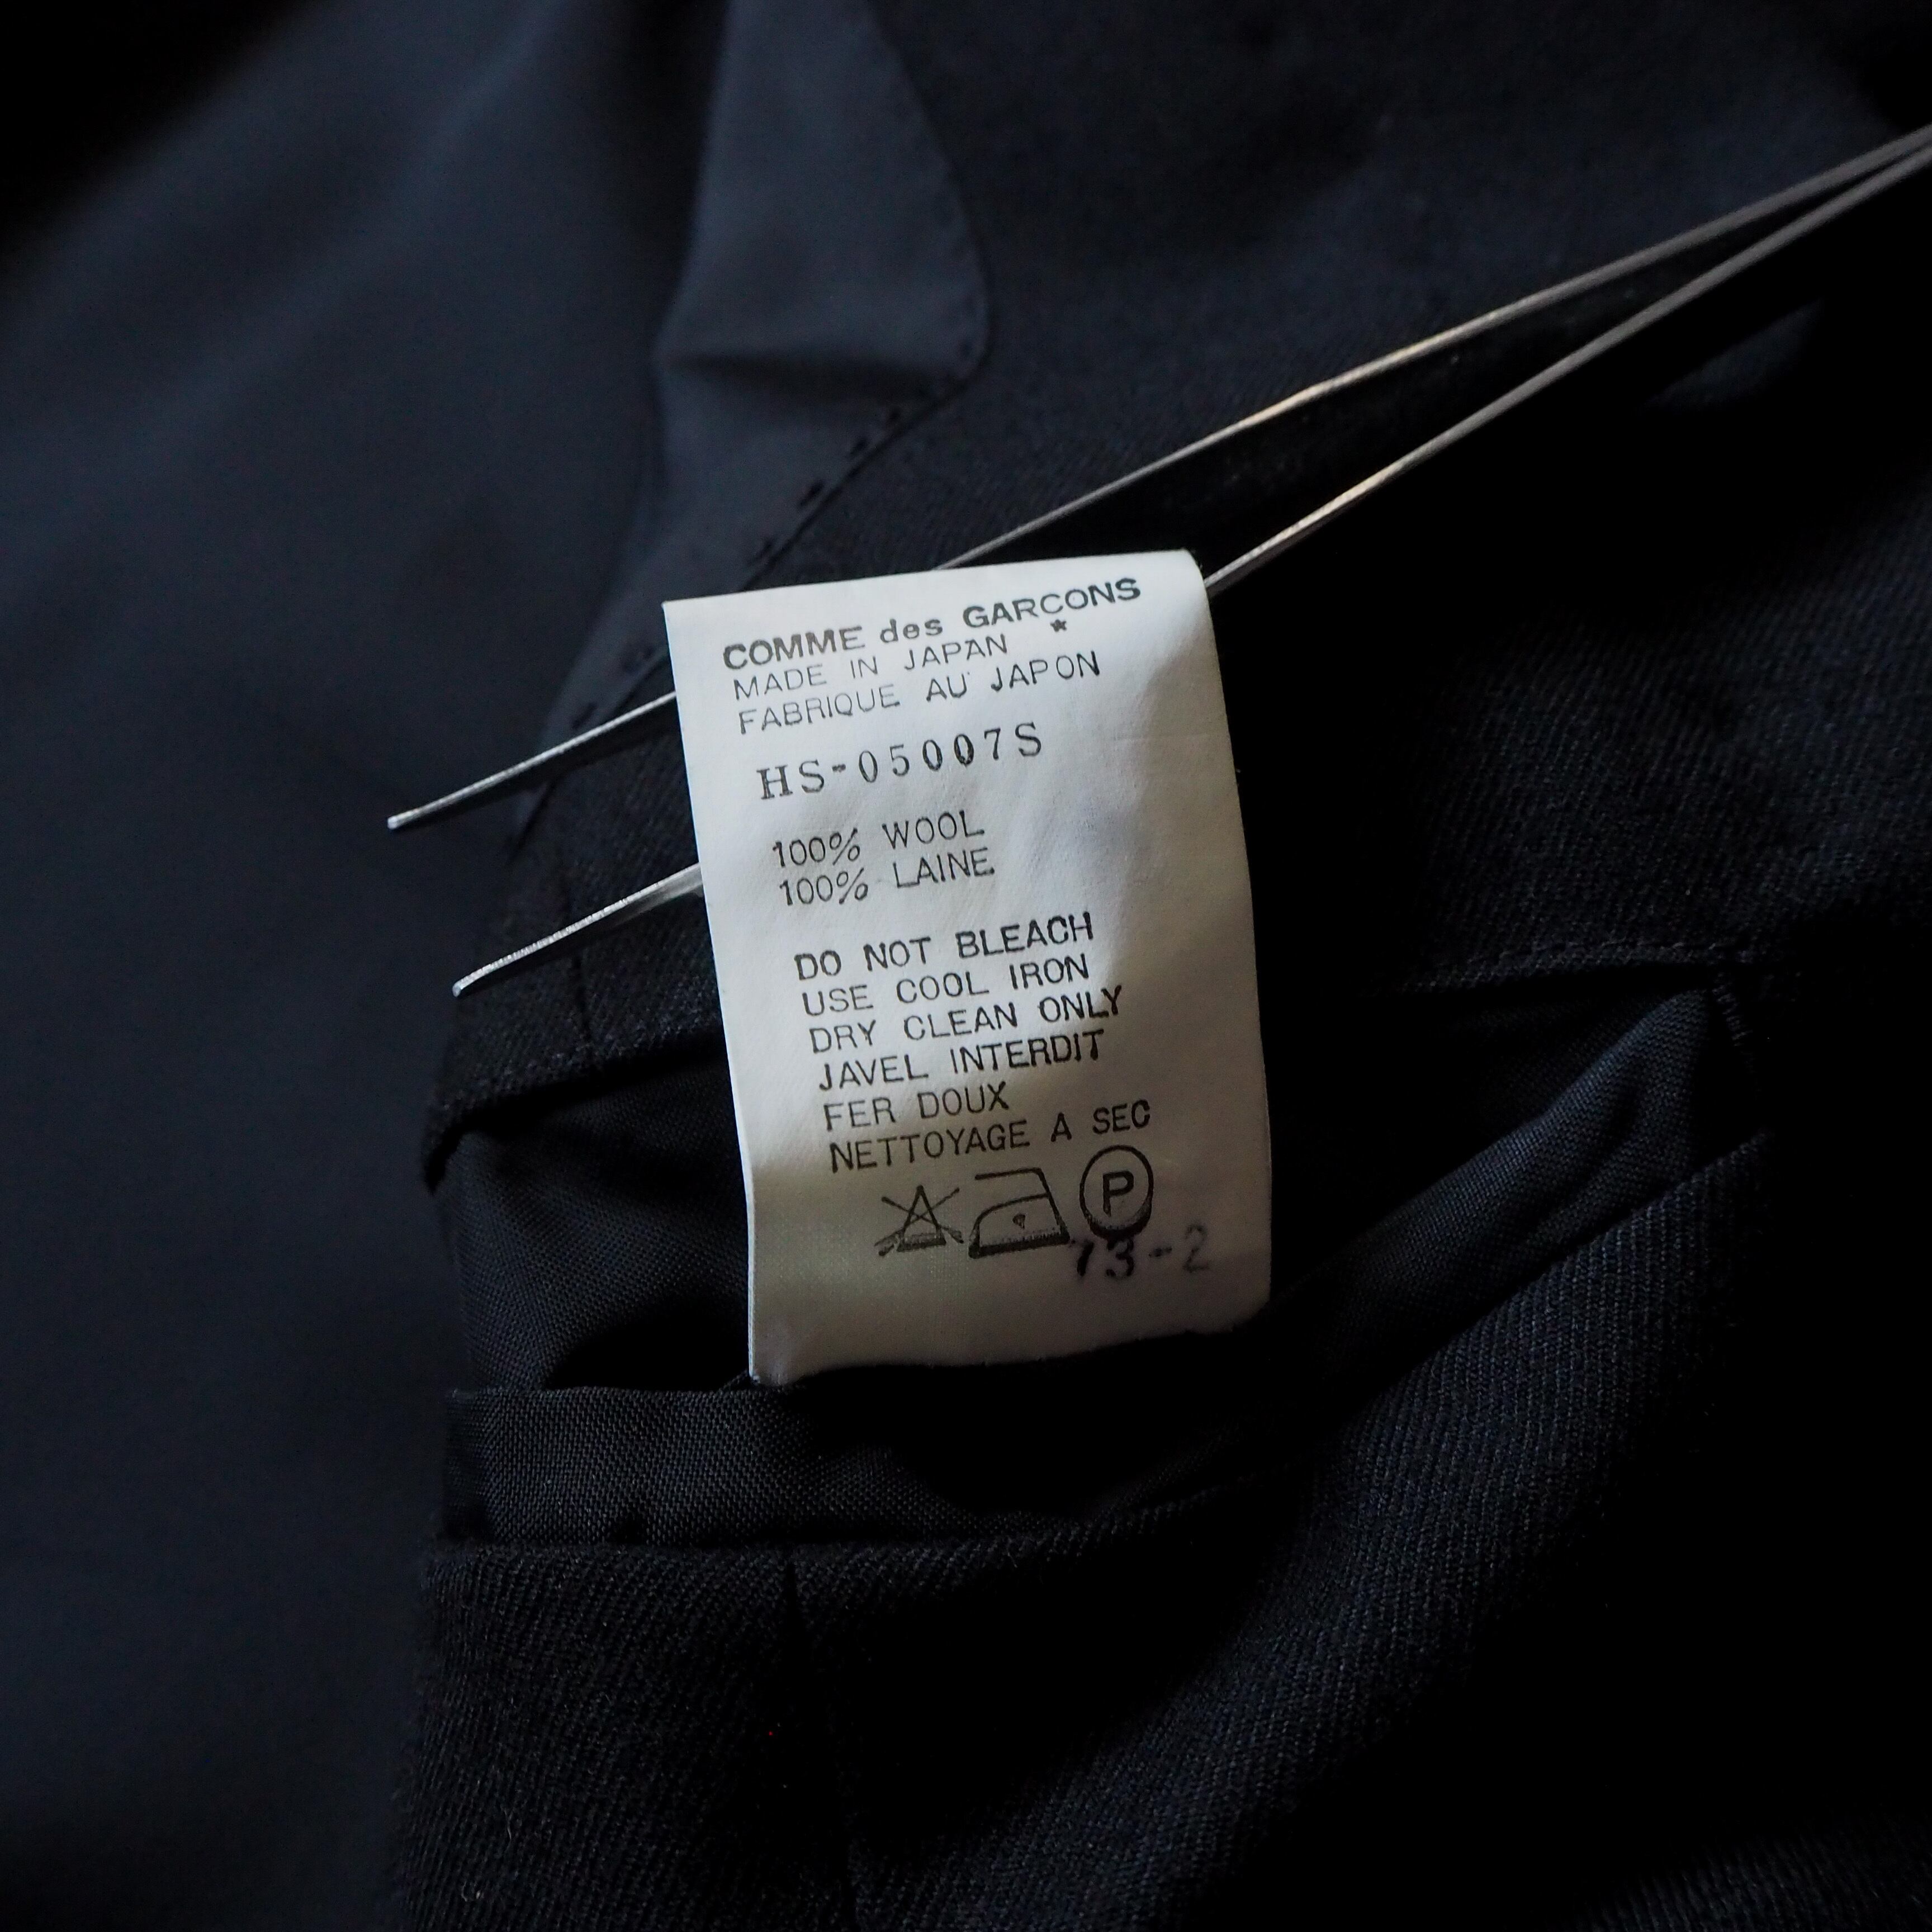 COMME des GARCONS
*
MADE IN JAPAN
FABRIQUE AU JAPON
HS-05007S
100% WOOL
100% LAINE
DO NOT BLEACH
USE COOL IRON
DRY CLEAN ONLY
JAVEL INTERDIT
FER DOUX
NETTOYAGE A SEC
P
73-2